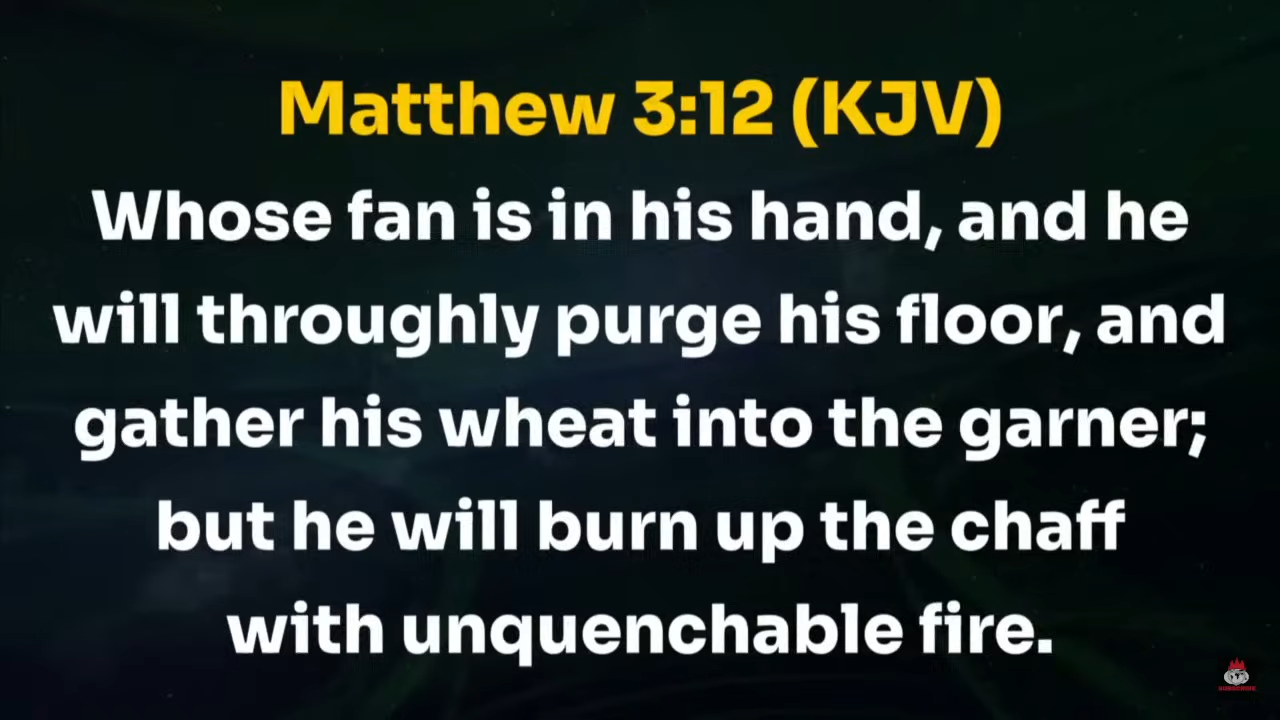 Matthew 3:12 (KJV)
Whose fan is in his hand, and he
will throughly purge his floor, and
gather his wheat into the garner;
but he will burn up the chaff
with unquenchable fire.